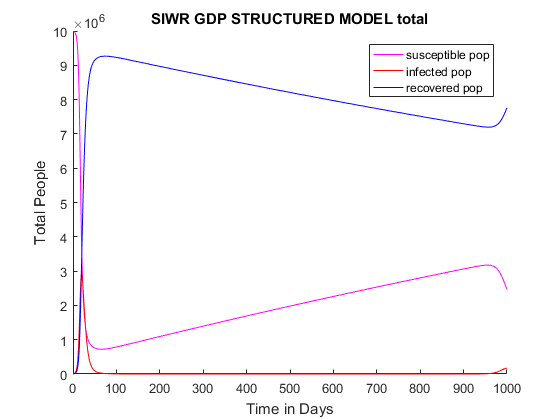 SIWR GDP STRUCTURED MODEL total
×10^6
10
9
8
7
6
5
4
3
2
1
0
Total People
susceptible pop
infected pop
recovered pop
0 100 200 300 400 500 600 700 800 900 1000
Time in Days